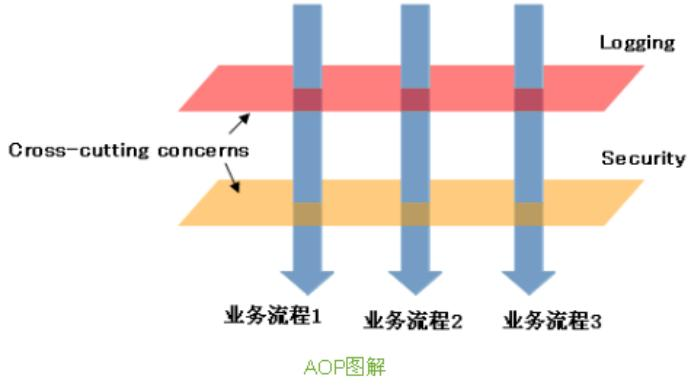 Logging
Cross-cutting concerns
Security
业务流程1
业务流程2
业务流程3
AOP图解